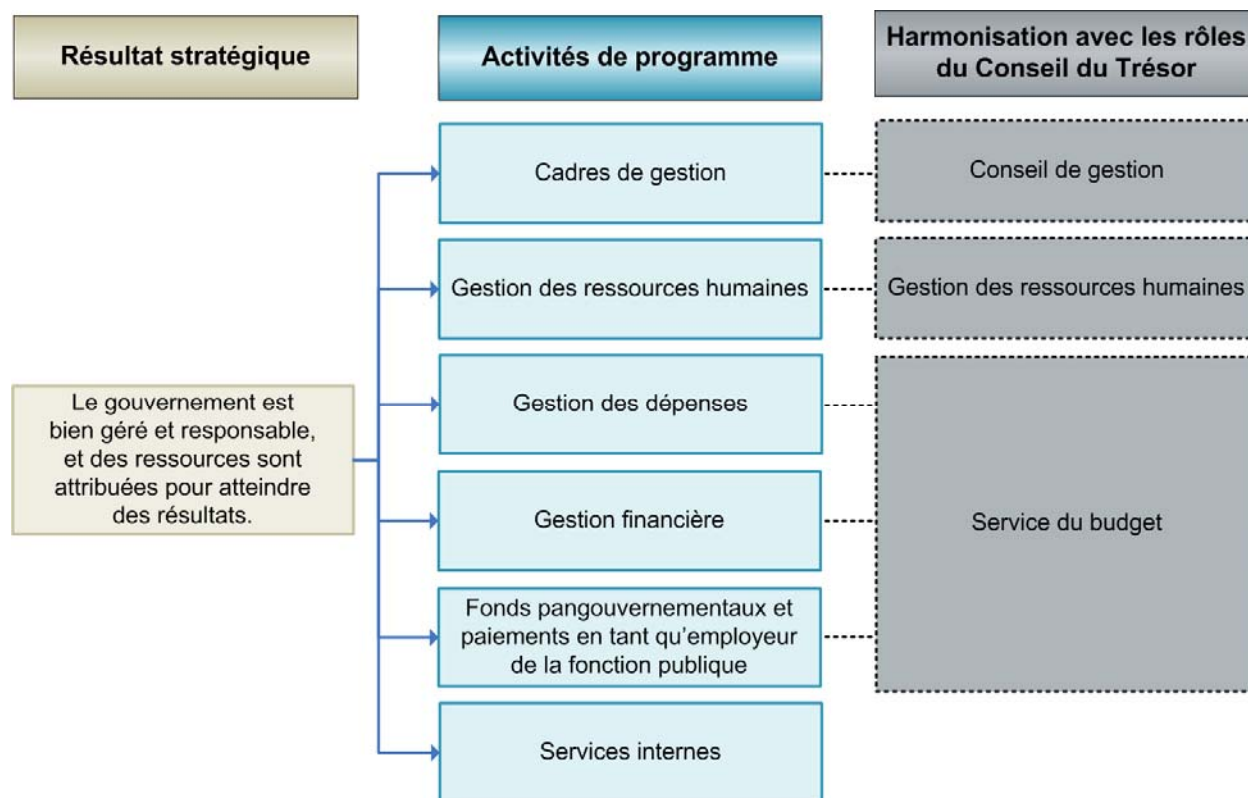 Résultat stratégique
Activités de programme
Harmonisation avec les rôles
du Conseil du Trésor
Le gouvernement est
bien géré et responsable,
et des ressources sont
attribuées pour atteindre
des résultats.
Cadres de gestion
Conseil de gestion
Gestion des ressources humaines
Gestion des ressources humaines
Gestion des dépenses
Gestion financière
Service du budget
Fonds pangouvernementaux et
paiements en tant qu’employeur
de la fonction publique
Services internes